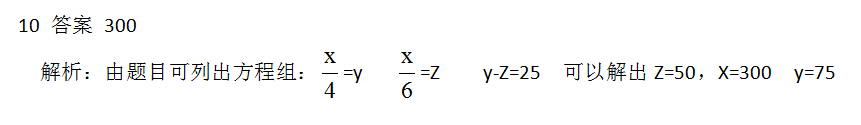 10 答案 300
解析：由题目可列出方程组：x/4=y x/6=Z y-Z=25 可以解出 Z=50，X=300 y=75